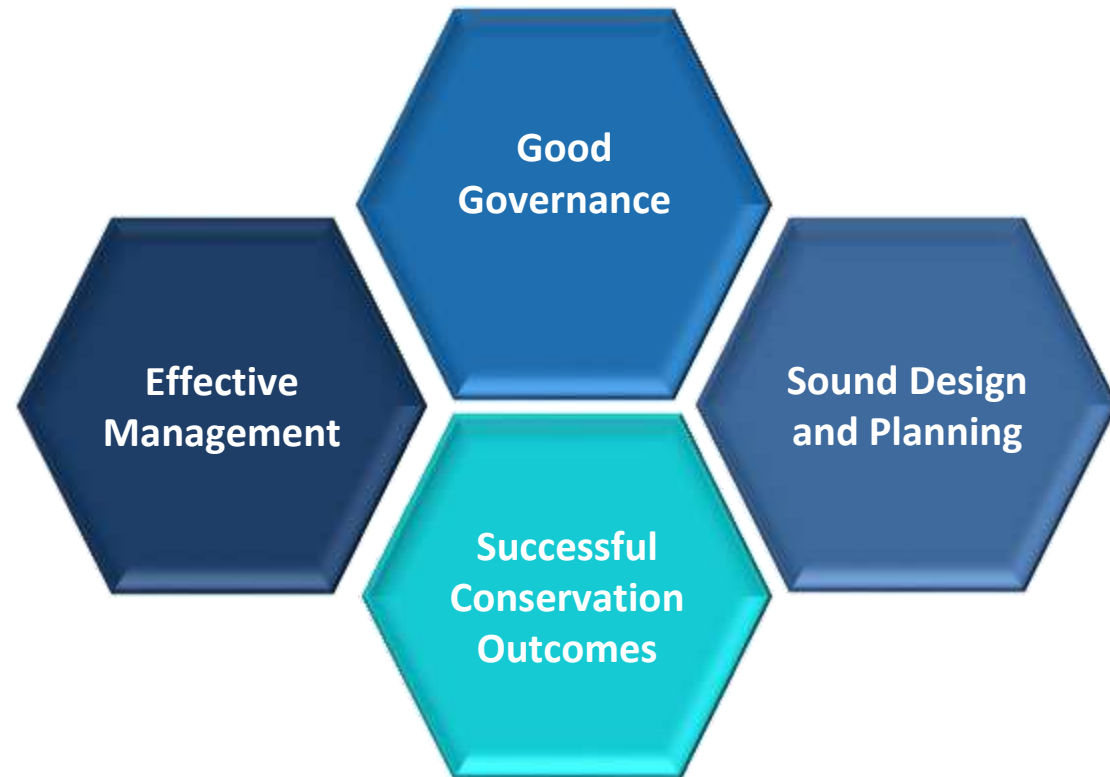 Good
Governance
Effective
Management
Sound Design
and Planning
Successful
Conservation
Outcomes